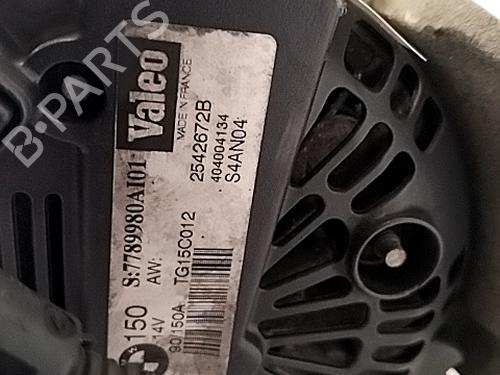 B-PARTS
Valeo
MADE IN FRANCE
2542672B
404004134
S4AN04
S:7789980AI01
AW:
TG15C012
150
14V
90/150A